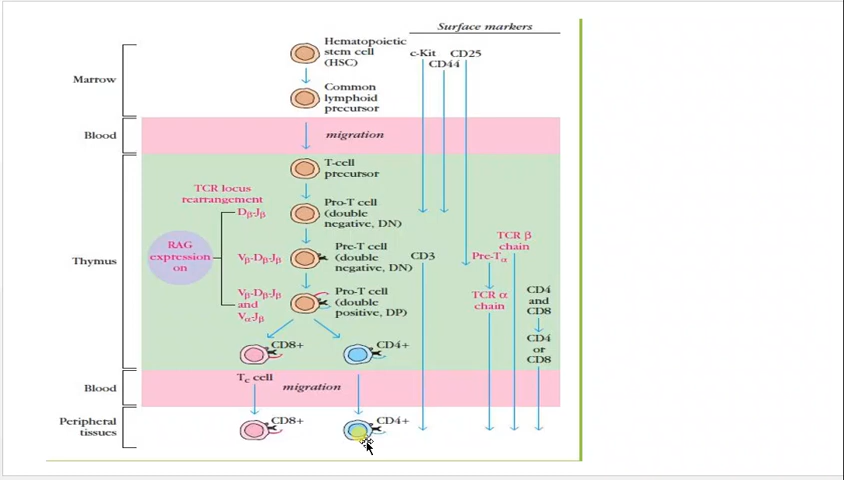 Surface markers
Hematopoietic
stem cell
(HSC)
c-Kit CD25
CD44
Marrow
Common
lymphoid
precursor
Blood
migration
T-cell
precursor
TCR locus
rearrangement
Dβ-Jβ
Pro-T cell
(double
negative, DN)
TCR β
chain
RAG
expression
on
Thymus
Vβ-Dβ-Jβ
Pre-T cell
(double
negative, DN)
CD3
Pre-Tα
Vβ-Dβ-Jβ
and
Vα-Jβ
Pro-T cell
(double
positive, DP)
TCR α
chain
CD4
and
CD8
CD8+
CD4+
CD4
or
CD8
Tc cell
Blood
migration
Peripheral
tissues
CD8+
CD4+